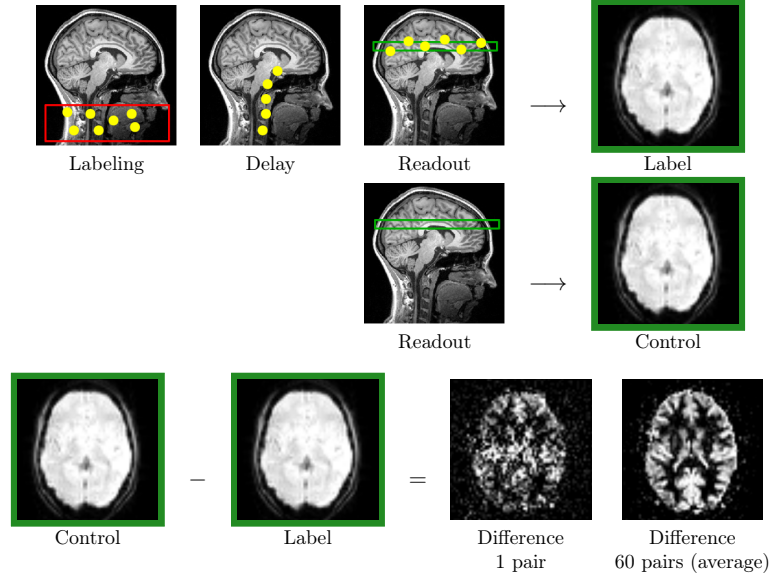 Labeling
Delay
Readout
→
Label
Readout
→
Control
Control
−
Label
=
Difference
1 pair
Difference
60 pairs (average)